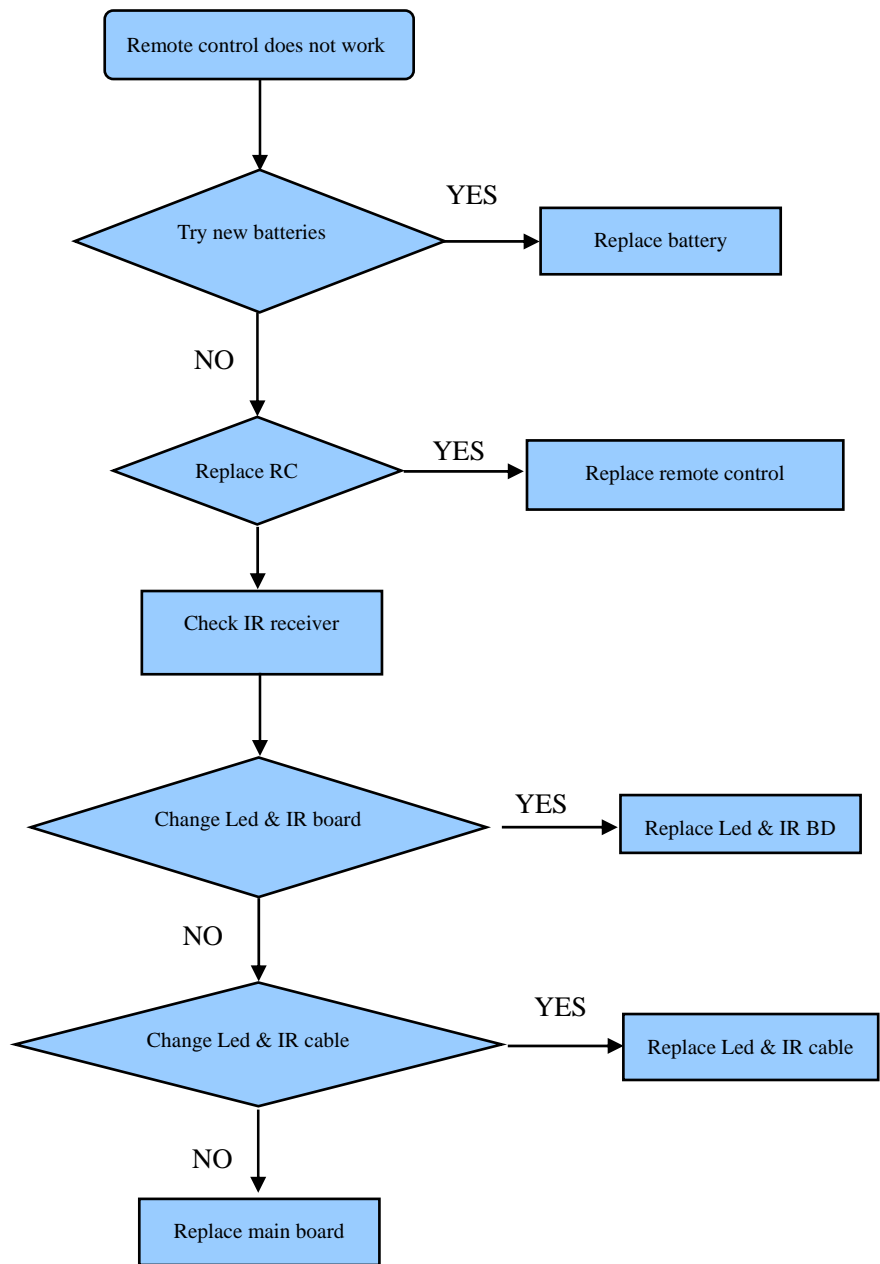 Remote control does not work
YES
Try new batteries
Replace battery
NO
YES
Replace RC
Replace remote control
Check IR receiver
YES
Change Led & IR board
Replace Led & IR BD
NO
YES
Change Led & IR cable
Replace Led & IR cable
NO
Replace main board